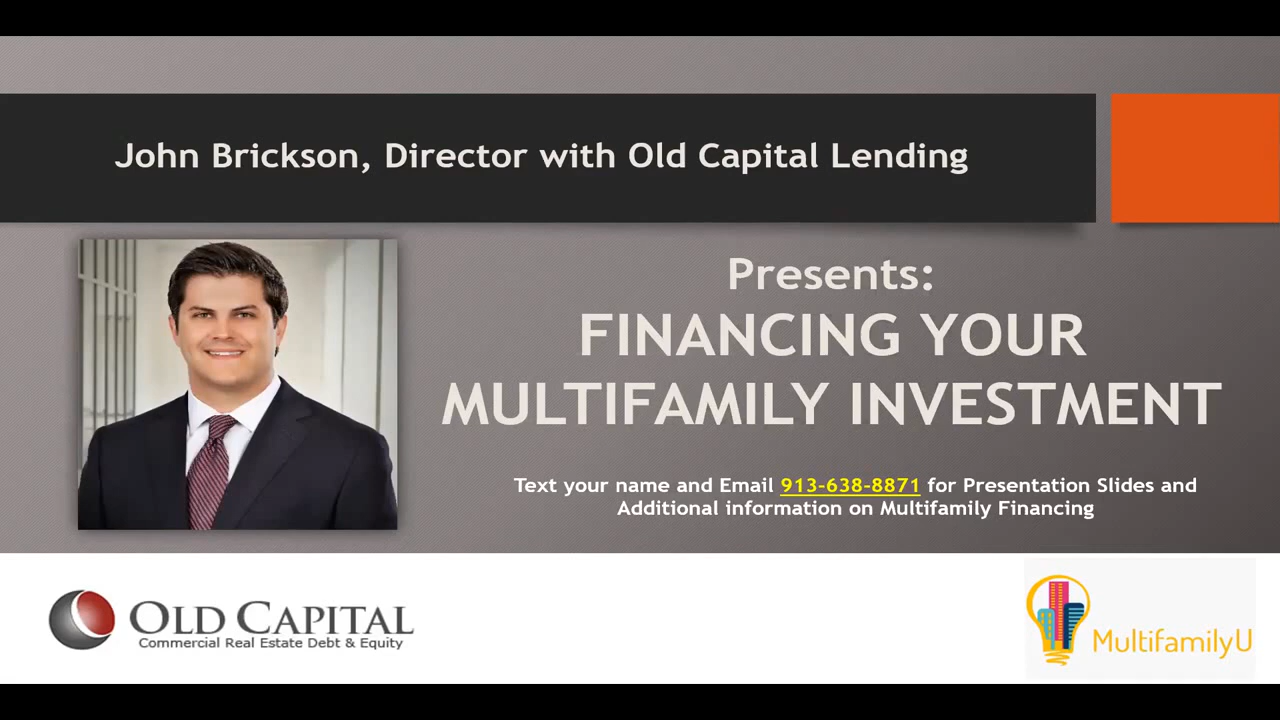 John Brickson, Director with Old Capital Lending
Presents:
FINANCING YOUR
MULTIFAMILY INVESTMENT
Text your name and Email 913-638-8871 for Presentation Slides and
Additional information on Multifamily Financing
OLD CAPITAL
Commercial Real Estate Debt & Equity
MultifamilyU